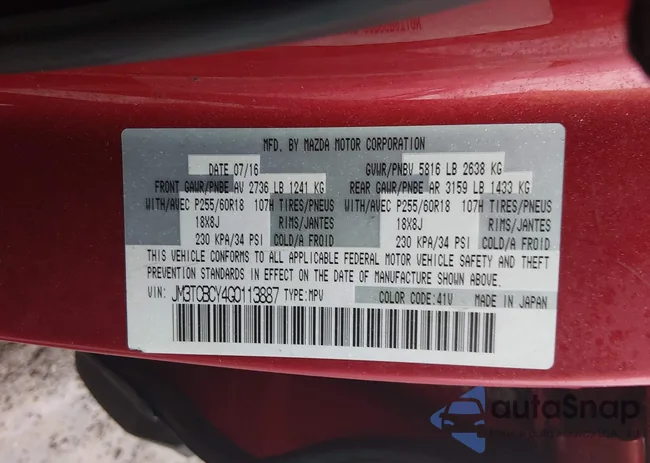 MFD. BY MAZDA MOTOR CORPORATION
DATE 07/16 GVWR/PNBV 5816 LB 2638 KG
FRONT GAWR/PNBE AV 2736 LB 1241 KG REAR GAWR/PNBE AR 3159 LB 1433 KG
WITH/AVEC P255/60R18 107H TIRES/PNEUS WITH/AVEC P255/60R18 107H TIRES/PNEUS
18X8J RIMS/JANTES 18X8J RIMS/JANTES
230 KPA/34 PSI COLD/A FROID 230 KPA/34 PSI COLD/A FROID
THIS VEHICLE CONFORMS TO ALL APPLICABLE FEDERAL MOTOR VEHICLE SAFETY AND THEFT
PREVENTION STANDARDS IN EFFECT ON THE DATE OF MANUFACTURE SHOWN ABOVE.
VIN: JM3TCBCY4G0113887 TYPE:MPV COLOR CODE:41V MADE IN JAPAN
autoSnap